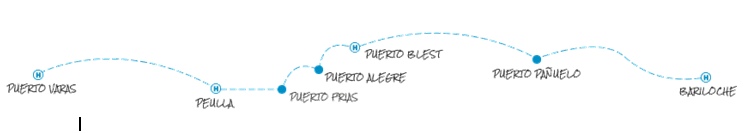 H
PUERTO VARAS
H
PEULLA
PUERTO FRIAS
PUERTO ALEGRE
H
PUERTO BLEST
PUERTO PAÑUELO
H
BARILOCHE